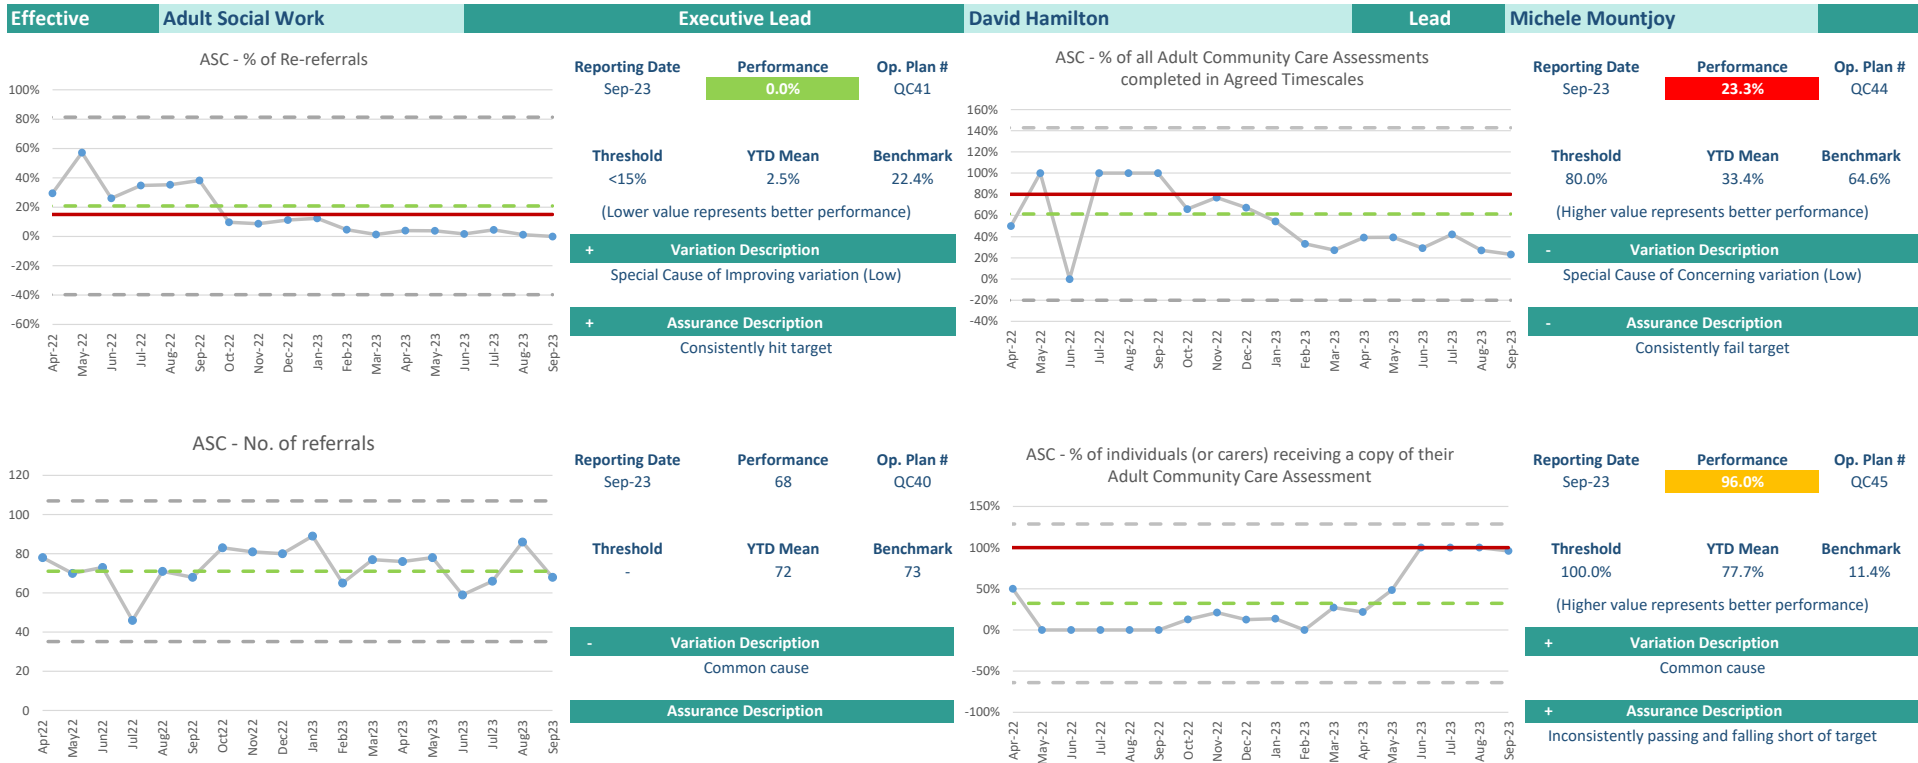 Effective Adult Social Work Executive Lead David Hamilton Lead Michele Mountjoy
ASC - % of Re-referrals
100%
80%
60%
40%
20%
0%
-20%
-40%
-60%
Apr-22 May-22 Jun-22 Jul-22 Aug-22 Sep-22 Oct-22 Nov-22 Dec-22 Jan-23 Feb-23 Mar-23 Apr-23 May-23 Jun-23 Jul-23 Aug-23 Sep-23
Reporting Date Performance Op. Plan #
Sep-23 0.0% QC41
Threshold YTD Mean Benchmark
<15% 2.5% 22.4%
(Lower value represents better performance)
+ Variation Description
Special Cause of Improving variation (Low)
+ Assurance Description
Consistently hit target
ASC - % of all Adult Community Care Assessments
completed in Agreed Timescales
160%
140%
120%
100%
80%
60%
40%
20%
0%
-20%
-40%
Apr-22 May-22 Jun-22 Jul-22 Aug-22 Sep-22 Oct-22 Nov-22 Dec-22 Jan-23 Feb-23 Mar-23 Apr-23 May-23 Jun-23 Jul-23 Aug-23 Sep-23
Reporting Date Performance Op. Plan #
Sep-23 23.3% QC44
Threshold YTD Mean Benchmark
80.0% 33.4% 64.6%
(Higher value represents better performance)
- Variation Description
Special Cause of Concerning variation (Low)
- Assurance Description
Consistently fail target
ASC - No. of referrals
120
100
80
60
40
20
0
Apr22 May22 Jun22 Jul22 Aug22 Sep22 Oct22 Nov22 Dec22 Jan23 Feb23 Mar23 Apr23 May23 Jun23 Jul23 Aug23 Sep23
Reporting Date Performance Op. Plan #
Sep-23 68 QC40
Threshold YTD Mean Benchmark
- 72 73
- Variation Description
Common cause
Assurance Description
ASC - % of individuals (or carers) receiving a copy of their
Adult Community Care Assessment
150%
100%
50%
0%
-50%
-100%
Apr-22 May-22 Jun-22 Jul-22 Aug-22 Sep-22 Oct-22 Nov-22 Dec-22 Jan-23 Feb-23 Mar-23 Apr-23 May-23 Jun-23 Jul-23 Aug-23 Sep-23
Reporting Date Performance Op. Plan #
Sep-23 96.0% QC45
Threshold YTD Mean Benchmark
100.0% 77.7% 11.4%
(Higher value represents better performance)
+ Variation Description
Common cause
+ Assurance Description
Inconsistently passing and falling short of target